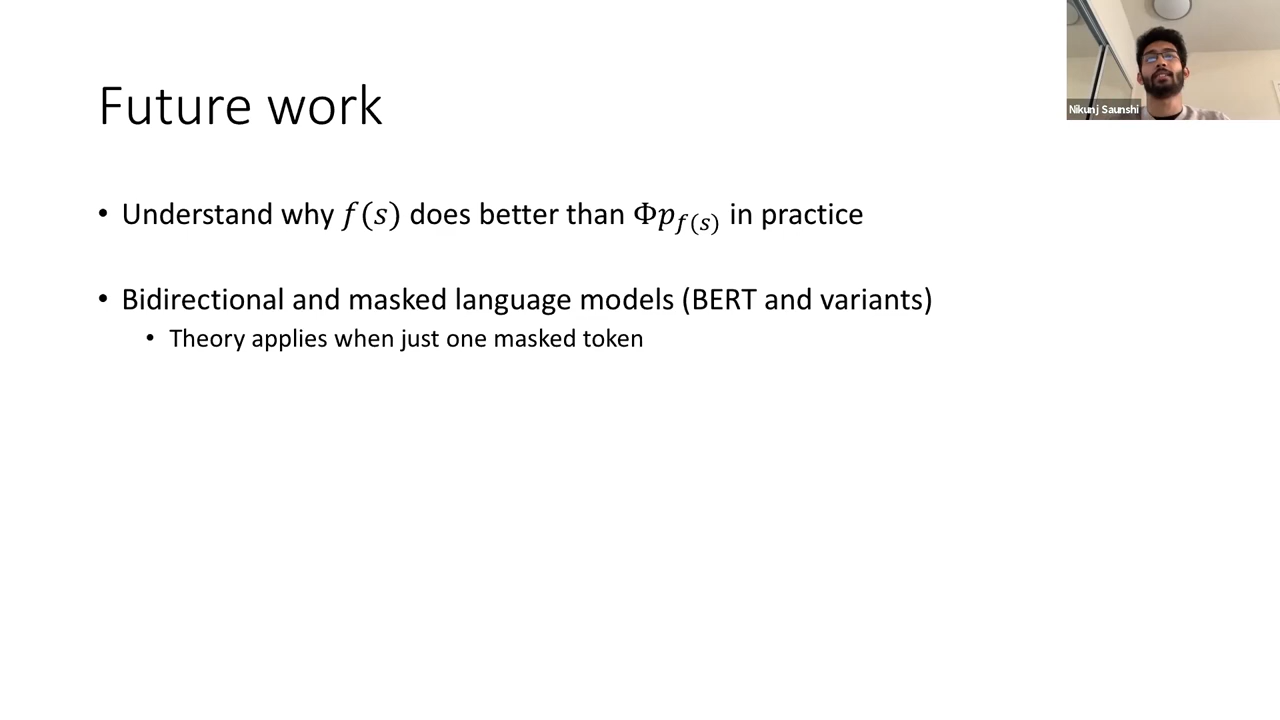 Future work
• Understand why f(s) does better than Φp_{f(s)} in practice
• Bidirectional and masked language models (BERT and variants)
• Theory applies when just one masked token
Nikunj Saunshi